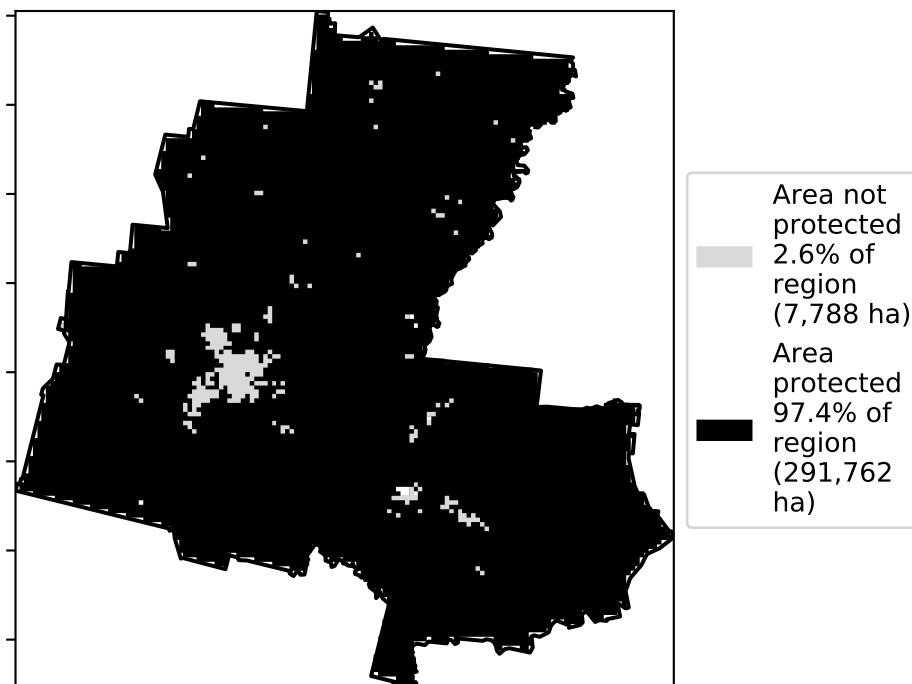 Area not
protected
2.6% of
region
(7,788 ha)
Area
protected
97.4% of
region
(291,762
ha)